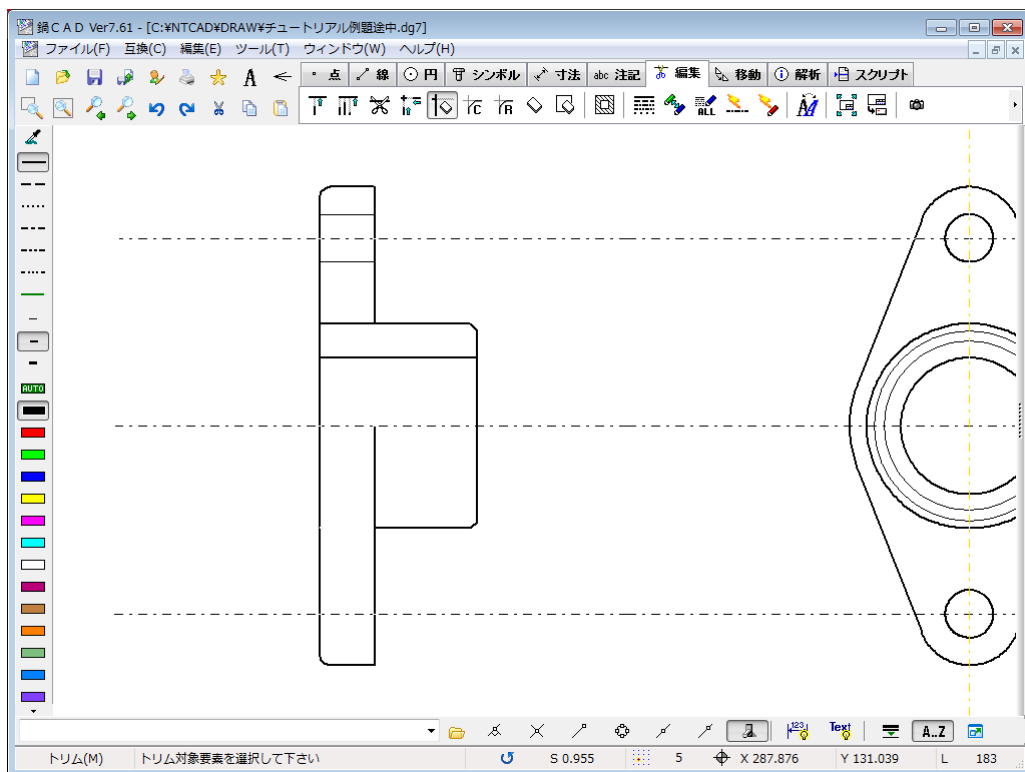 鍋CAD Ver7.61 - [C:¥NTCAD¥DRAW¥チュートリアル例題途中.dg7]
ファイル(F) 互換(C) 編集(E) ツール(T) ウィンドウ(W) ヘルプ(H)
A 点 線 円 シンボル 寸法 abc 注記 編集 移動 解析 スクリプト
C R ALL A
AUTO
123 Text A..Z
トリム(M) トリム対象要素を選択して下さい S 0.955 5 X 287.876 Y 131.039 L 183